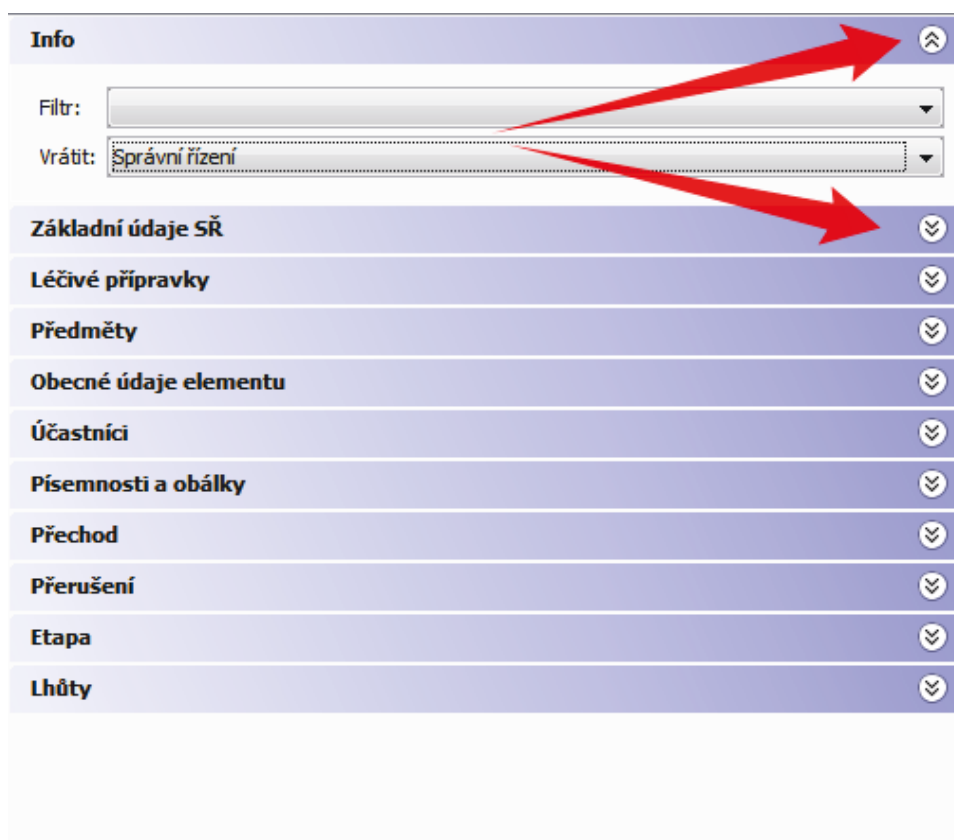 Info
Filtr:
Vrátit: Správní řízení
Základní údaje SŘ
Léčivé přípravky
Předměty
Obecné údaje elementu
Účastníci
Písemnosti a obálky
Přechod
Přerušení
Etapa
Lhůty